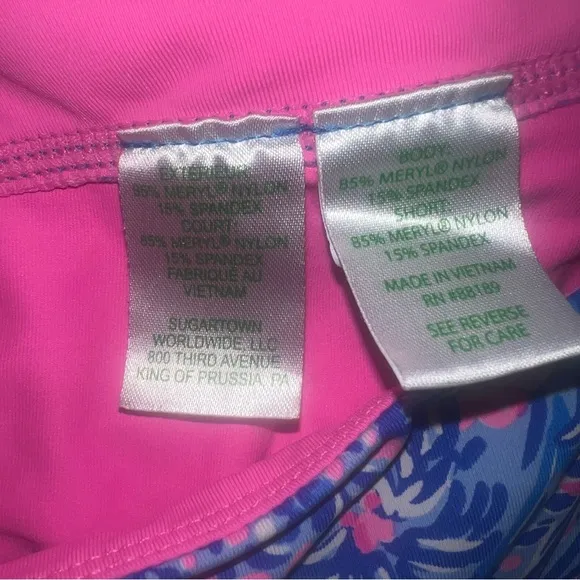 EXTERIEUR:
85% MERYL® NYLON
15% SPANDEX
COURT:
85% MERYL® NYLON
15% SPANDEX
FABRIQUE AU
VIETNAM
SUGARTOWN
WORLDWIDE, LLC
800 THIRD AVENUE
KING OF PRUSSIA, PA
BODY:
85% MERYL® NYLON
15% SPANDEX
SHORT:
85% MERYL® NYLON
15% SPANDEX
MADE IN VIETNAM
RN #88189
SEE REVERSE
FOR CARE